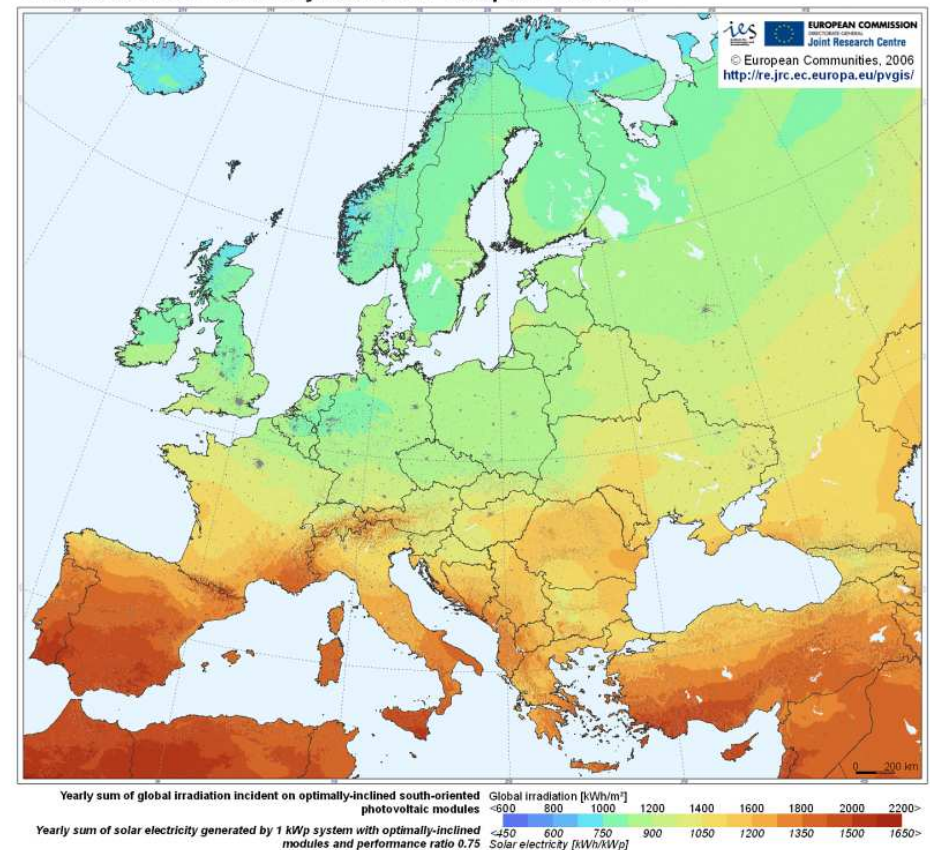 ies
EUROPEAN COMMISSION
DIRECTORATE-GENERAL
Joint Research Centre
© European Communities, 2006
http://re.jrc.ec.europa.eu/pvgis/
0 200 km
Yearly sum of global irradiation incident on optimally-inclined south-oriented
photovoltaic modules
Global irradiation [kWh/m²]
<600 800 1000 1200 1400 1600 1800 2000 2200>
Yearly sum of solar electricity generated by 1 kWp system with optimally-inclined
modules and performance ratio 0.75
<450 600 750 900 1050 1200 1350 1500 1650>
Solar electricity [kWh/kWp]